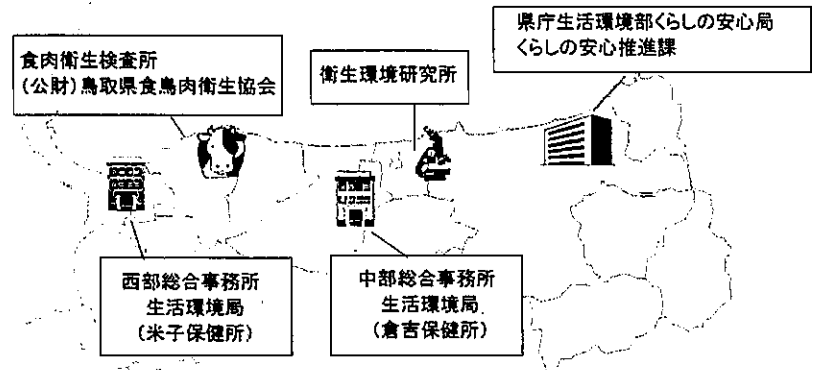 県庁生活環境部くらしの安心局
くらしの安心推進課
食肉衛生検査所
(公財)鳥取県食鳥肉衛生協会
衛生環境研究所
西部総合事務所
生活環境局
(米子保健所)
中部総合事務所
生活環境局
(倉吉保健所)